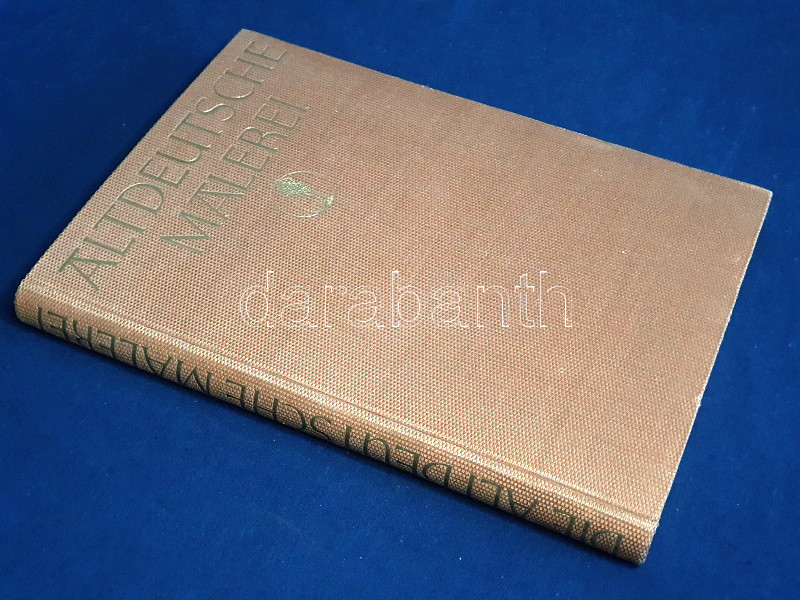 ALTDEUTSCHE
MALEREI
DIE ALTDEUTSCHE MALEREI
darabanth